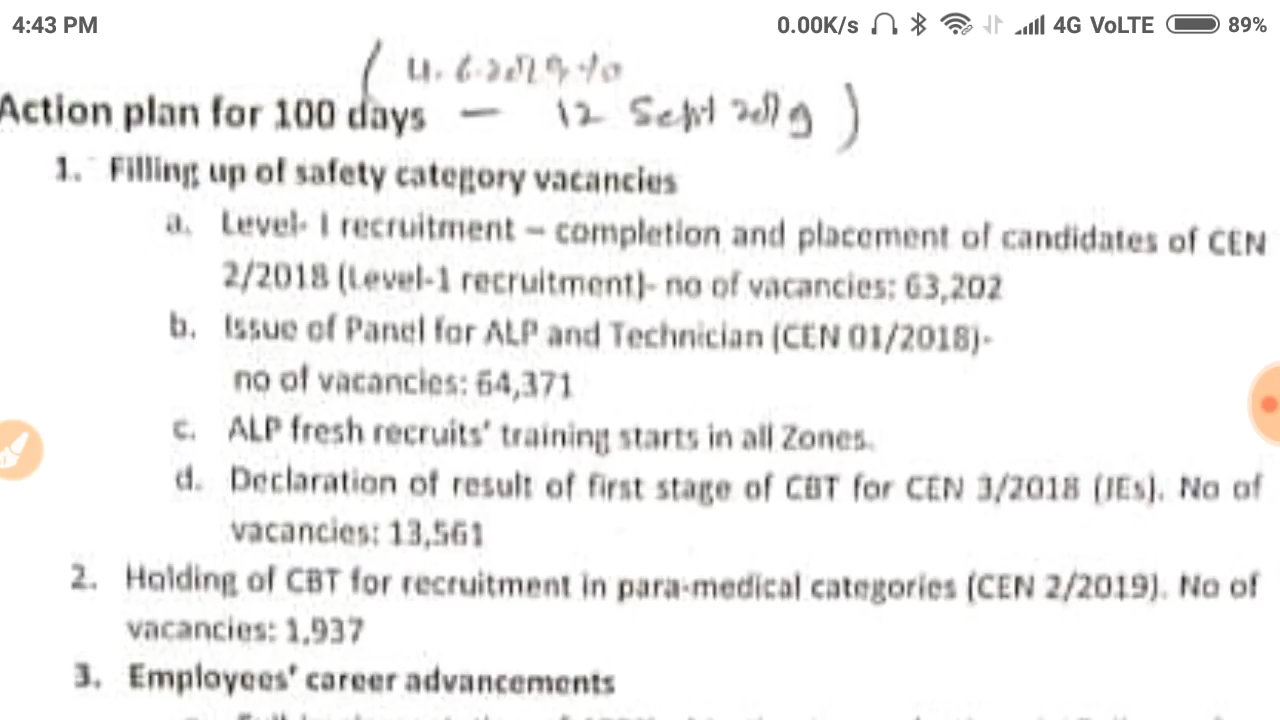 4:43 PM 0.00K/s 4G VoLTE 89%
( 4.6.2019 to
Action plan for 100 days — 12 Sept 2019 )
1. Filling up of safety category vacancies
a. Level- I recruitment – completion and placement of candidates of CEN
2/2018 (Level-1 recruitment)- no of vacancies: 63,202
b. Issue of Panel for ALP and Technician (CEN 01/2018)-
no of vacancies: 64,371
c. ALP fresh recruits' training starts in all Zones.
d. Declaration of result of first stage of CBT for CEN 3/2018 (JEs). No of
vacancies: 13,561
2. Holding of CBT for recruitment in para-medical categories (CEN 2/2019). No of
vacancies: 1,937
3. Employees' career advancements